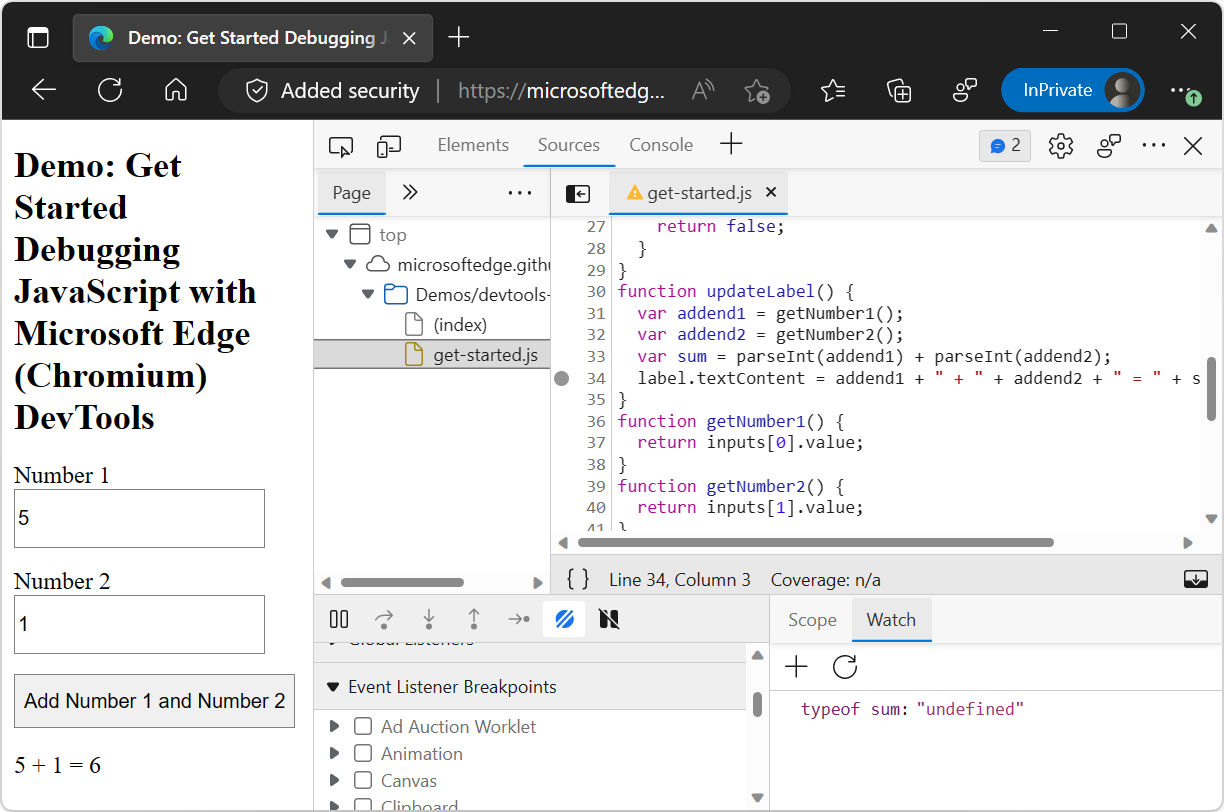 Demo: Get Started Debugging J
Added security
https://microsoftedg...
InPrivate
Demo: Get
Started
Debugging
JavaScript with
Microsoft Edge
(Chromium)
DevTools
Number 1
5
Number 2
1
Add Number 1 and Number 2
5 + 1 = 6
Elements Sources Console 2
Page
top
microsoftedge.githu
Demos/devtools-
(index)
get-started.js
get-started.js
27 return false;
28 }
29 }
30 function updateLabel() {
31 var addend1 = getNumber1();
32 var addend2 = getNumber2();
33 var sum = parseInt(addend1) + parseInt(addend2);
34 label.textContent = addend1 + " + " + addend2 + " = " + s
35 }
36 function getNumber1() {
37 return inputs[0].value;
38 }
39 function getNumber2() {
40 return inputs[1].value;
41 }
{ } Line 34, Column 3 Coverage: n/a
Global Listeners
Event Listener Breakpoints
Ad Auction Worklet
Animation
Canvas
Clipboard
Scope Watch
typeof sum: "undefined"